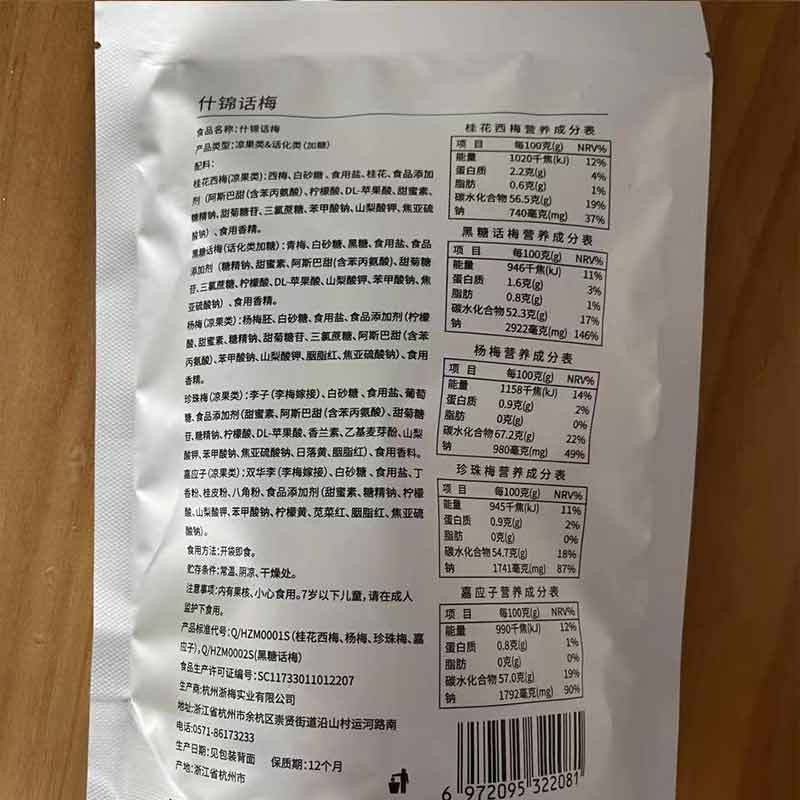 什锦话梅
食品名称:什锦话梅
产品类型:凉果类&话化类(加糖)
配料:
桂花西梅(凉果类):西梅、白砂糖、食用盐、桂花、食品添加
剂(阿斯巴甜(含苯丙氨酸)、柠檬酸、DL-苹果酸、甜蜜素、
糖精钠、甜菊糖苷、三氯蔗糖、苯甲酸钠、山梨酸钾、焦亚硫
酸钠)、食用香精。
黑糖话梅(话化类加糖):青梅、白砂糖、黑糖、食用盐、食品
添加剂(糖精钠、甜蜜素、阿斯巴甜(含苯丙氨酸)、甜菊糖
苷、三氯蔗糖、柠檬酸、DL-苹果酸、山梨酸钾、苯甲酸钠、焦
亚硫酸钠)、食用香精。
杨梅(凉果类):杨梅胚、白砂糖、食用盐、食品添加剂(柠檬
酸、甜蜜素、糖精钠、甜菊糖苷、三氯蔗糖、阿斯巴甜(含苯
丙氨酸)、苯甲酸钠、山梨酸钾、胭脂红、焦亚硫酸钠)、食用
香精。
珍珠梅(凉果类):李子(李梅嫁接)、白砂糖、食用盐、葡萄
糖、食品添加剂(甜蜜素、阿斯巴甜(含苯丙氨酸)、甜菊糖
苷、糖精钠、柠檬酸、DL-苹果酸、香兰素、乙基麦芽酚、山梨
酸钾、苯甲酸钠、焦亚硫酸钠、日落黄、胭脂红)、食用香料。
嘉应子(凉果类):双华李(李梅嫁接)、白砂糖、食用盐、丁
香粉、桂皮粉、八角粉、食品添加剂(甜蜜素、糖精钠、柠檬
酸、山梨酸钾、苯甲酸钠、柠檬黄、苋菜红、胭脂红、焦亚硫
酸钠)。
食用方法:开袋即食。
贮存条件:常温、阴凉、干燥处。
注意事项:内有果核、小心食用。7岁以下儿童,请在成人
监护下食用。
产品标准代号:Q/HZM0001S(桂花西梅、杨梅、珍珠梅、嘉
应子),Q/HZM0002S(黑糖话梅)
食品生产许可证编号:SC11733011012207
生产商:杭州浙梅实业有限公司
地址:浙江省杭州市余杭区崇贤街道沿山村运河路南
电话:0571-86173233
生产日期:见包装背面 保质期:12个月
产地:浙江省杭州市
桂花西梅营养成分表
项目 每100克(g) NRV%
能量 1020千焦(kJ) 12%
蛋白质 2.2克(g) 4%
脂肪 0.6克(g) 1%
碳水化合物 56.5克(g) 19%
钠 740毫克(mg) 37%
黑糖话梅营养成分表
项目 每100克(g) NRV%
能量 946千焦(kJ) 11%
蛋白质 1.6克(g) 3%
脂肪 0.8克(g) 1%
碳水化合物 52.3克(g) 17%
钠 2922毫克(mg) 146%
杨梅营养成分表
项目 每100克(g) NRV%
能量 1158千焦(kJ) 14%
蛋白质 0.9克(g) 2%
脂肪 0克(g) 0%
碳水化合物 67.2克(g) 22%
钠 980毫克(mg) 49%
珍珠梅营养成分表
项目 每100克(g) NRV%
能量 945千焦(kJ) 11%
蛋白质 0.9克(g) 2%
脂肪 0克(g) 0%
碳水化合物 54.7克(g) 18%
钠 1741毫克(mg) 87%
嘉应子营养成分表
项目 每100克(g) NRV%
能量 990千焦(kJ) 12%
蛋白质 0.8克(g) 1%
脂肪 0克(g) 0%
碳水化合物 57.0克(g) 19%
钠 1792毫克(mg) 90%
6 972095 322081